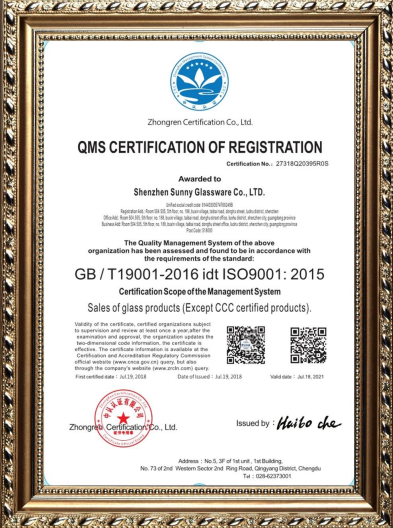 Zhongren Certification Co., Ltd.
QMS CERTIFICATION OF REGISTRATION
Certification No.: 27318Q20395R0S
Awarded to
Shenzhen Sunny Glassware Co., LTD.
The Quality Management System of the above
organization has been assessed and found to be in accordance with
the requirements of the standard:
GB / T19001-2016 idt ISO9001: 2015
Certification Scope of the Management System
Sales of glass products (Except CCC certified products).
Validity of the certificate, certified organizations subject
to supervision and review at least once a year,after the
examination and approval, the organization updates the
two-dimensional code information, the certificate is
effective. The certificate information is available at the
Certification and Accreditation Regulatory Commission
official website (www.cnca.gov.cn) query, but also
through the company's website (www.zrcln.com) query.
First certified date : Jul.19, 2018 Date of Issued : Jul.19, 2018 Valid date : Jul.18, 2021
Zhongren Certification Co., Ltd.
Issued by : Haibo che
Address : No.5, 3F of 1st unit , 1st Building,
No. 73 of 2nd Western Sector 2nd Ring Road, Qingyang District, Chengdu
Tel : 028-62373001